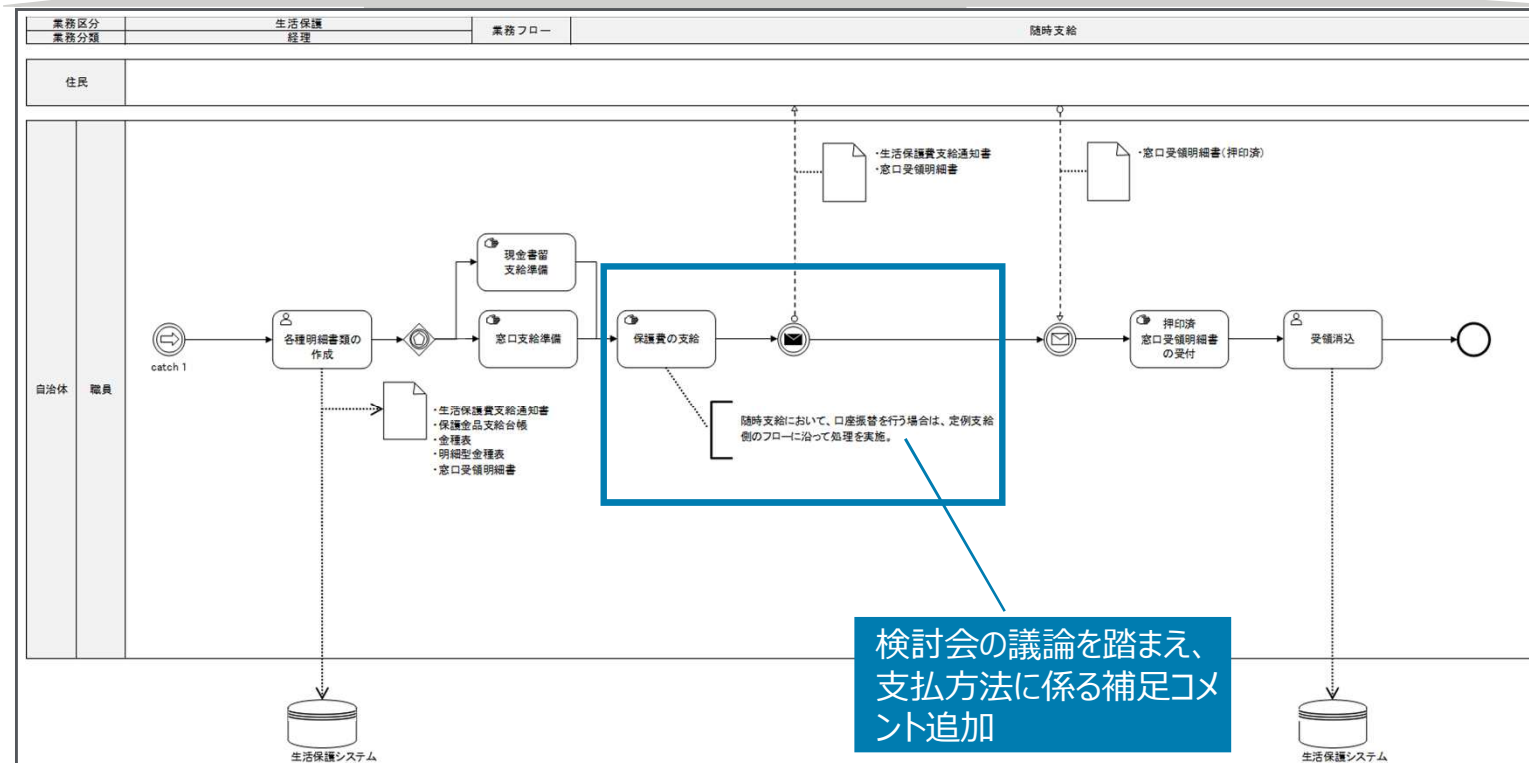 業務区分
生活保護
業務分類
経理
業務フロー
随時支給
住民
・生活保護費支給通知書
・窓口受領明細書
・窓口受領明細書(押印済)
現金書留
支給準備
各種明細書類の
作成
窓口支給準備
保護費の支給
押印済
窓口受領明細書
の受付
受領消込
catch 1
自治体
職員
・生活保護費支給通知書
・保護金品支給台帳
・金種表
・明細型金種表
・窓口受領明細書
随時支給において、口座振替を行う場合は、定例支給
側のフローに沿って処理を実施。
検討会の議論を踏まえ、
支払方法に係る補足コメ
ント追加
生活保護システム
生活保護システム